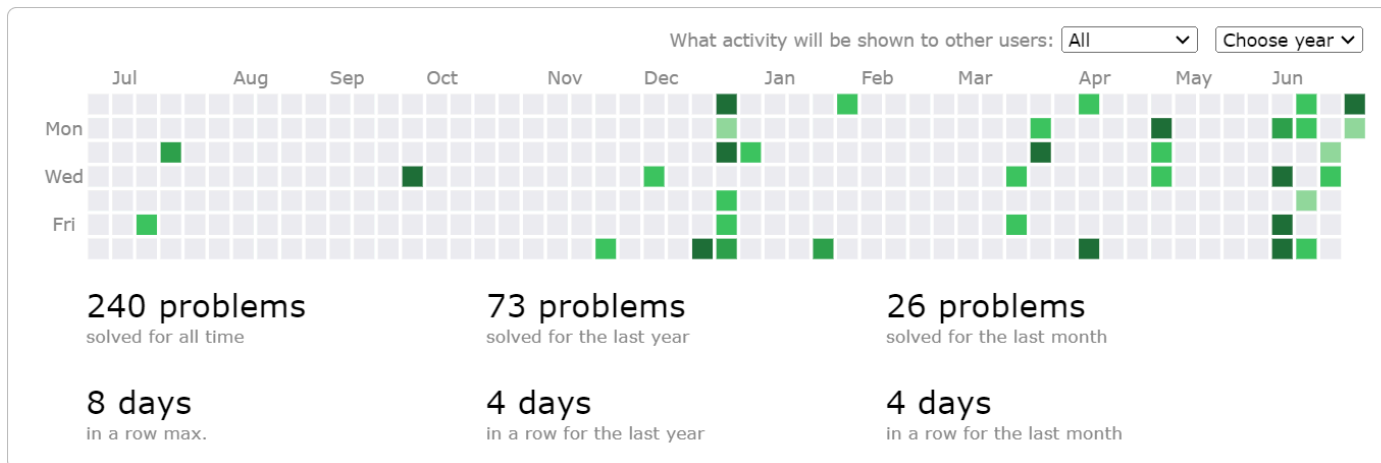 What activity will be shown to other users: All Choose year
Jul Aug Sep Oct Nov Dec Jan Feb Mar Apr May Jun
Mon
Wed
Fri
240 problems 73 problems 26 problems
solved for all time solved for the last year solved for the last month
8 days 4 days 4 days
in a row max. in a row for the last year in a row for the last month